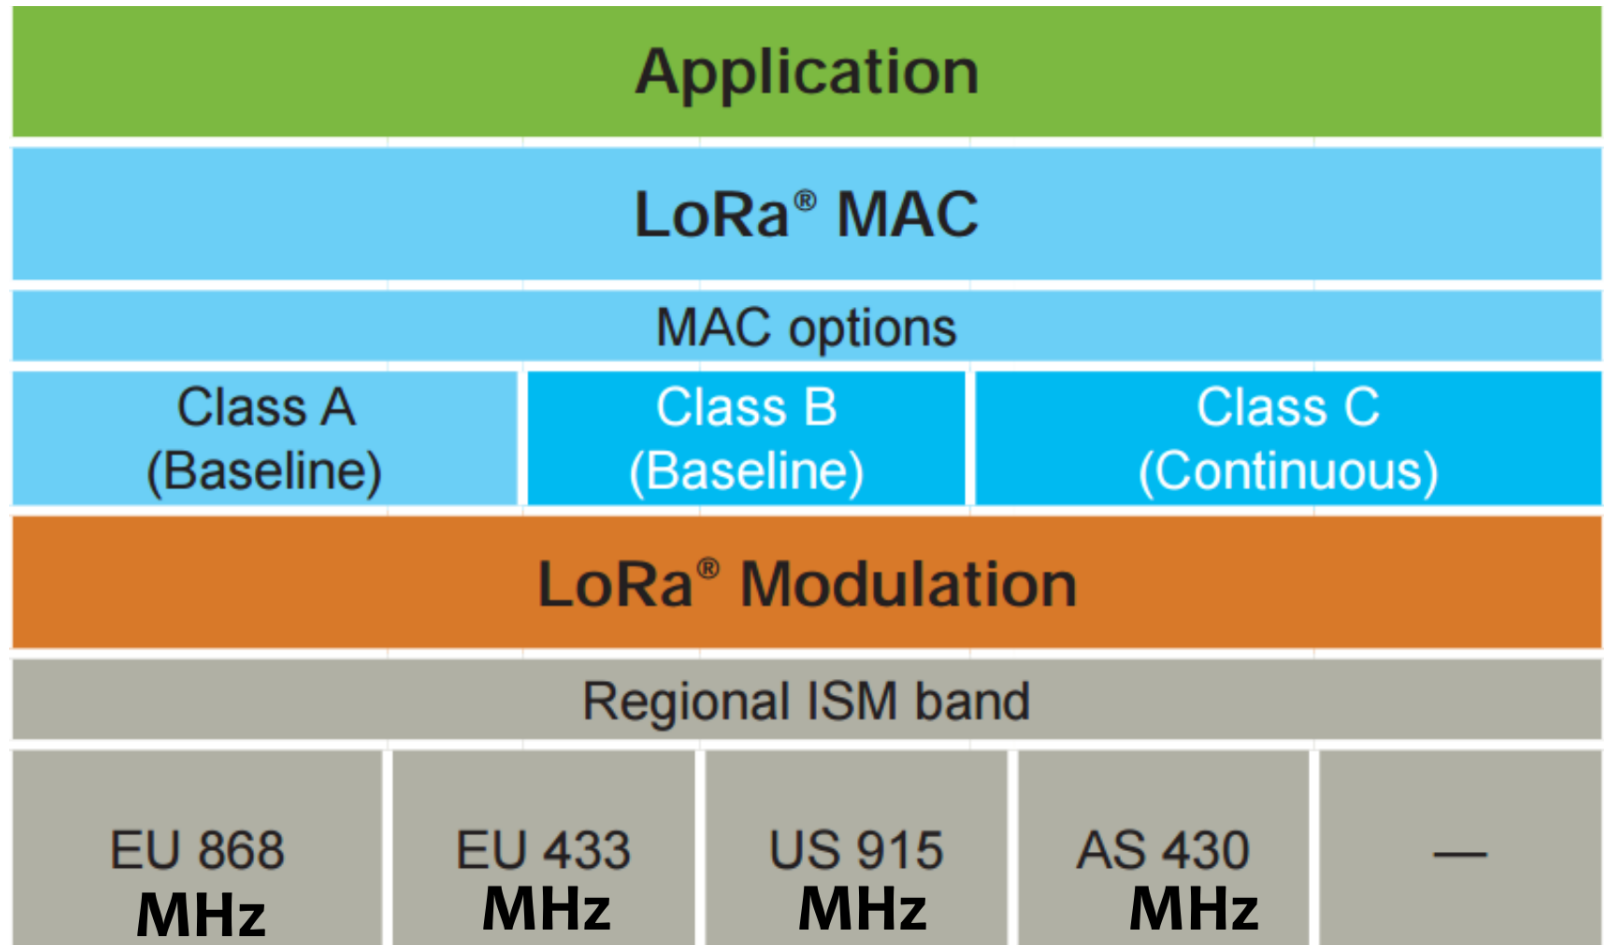 Application
LoRa® MAC
MAC options
Class A
(Baseline)
Class B
(Baseline)
Class C
(Continuous)
LoRa® Modulation
Regional ISM band
EU 868
MHz
EU 433
MHz
US 915
MHz
AS 430
MHz
—